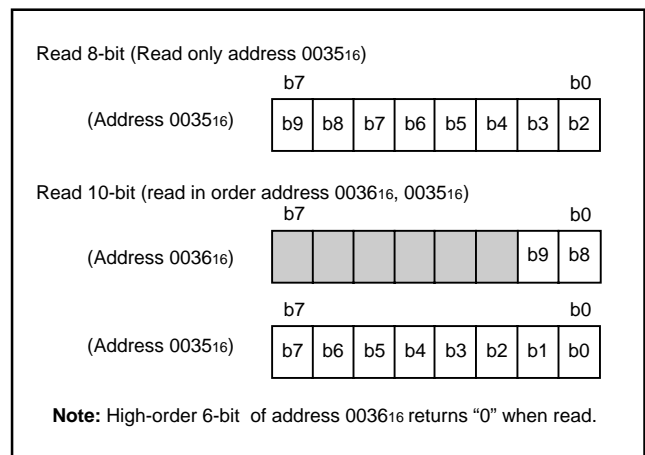 Read 8-bit (Read only address 003516)
b7 b0
(Address 003516) b9 b8 b7 b6 b5 b4 b3 b2
Read 10-bit (read in order address 003616, 003516)
b7 b0
(Address 003616) b9 b8
b7 b0
(Address 003516) b7 b6 b5 b4 b3 b2 b1 b0
Note: High-order 6-bit of address 003616 returns “0” when read.